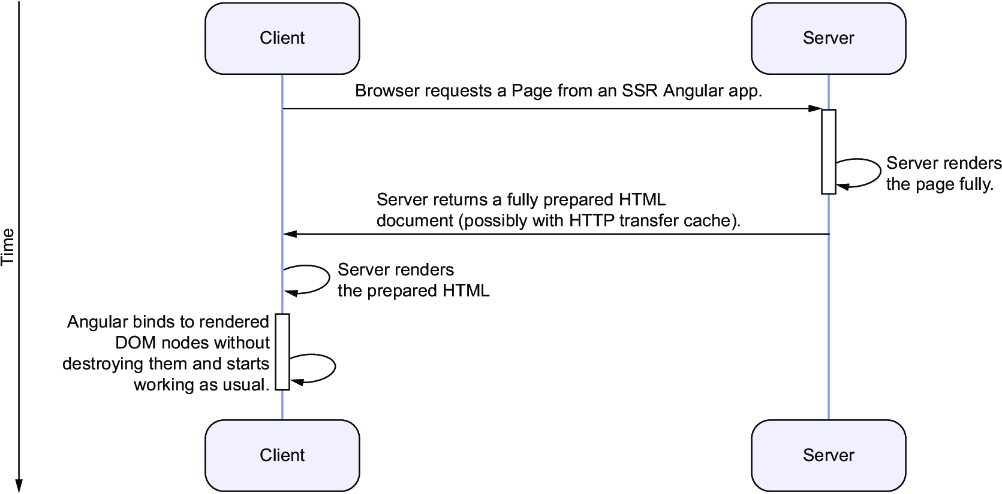 Client
Server
Browser requests a Page from an SSR Angular app.
Server renders
the page fully.
Server returns a fully prepared HTML
document (possibly with HTTP transfer cache).
Time
Server renders
the prepared HTML
Angular binds to rendered
DOM nodes without
destroying them and starts
working as usual.
Client
Server